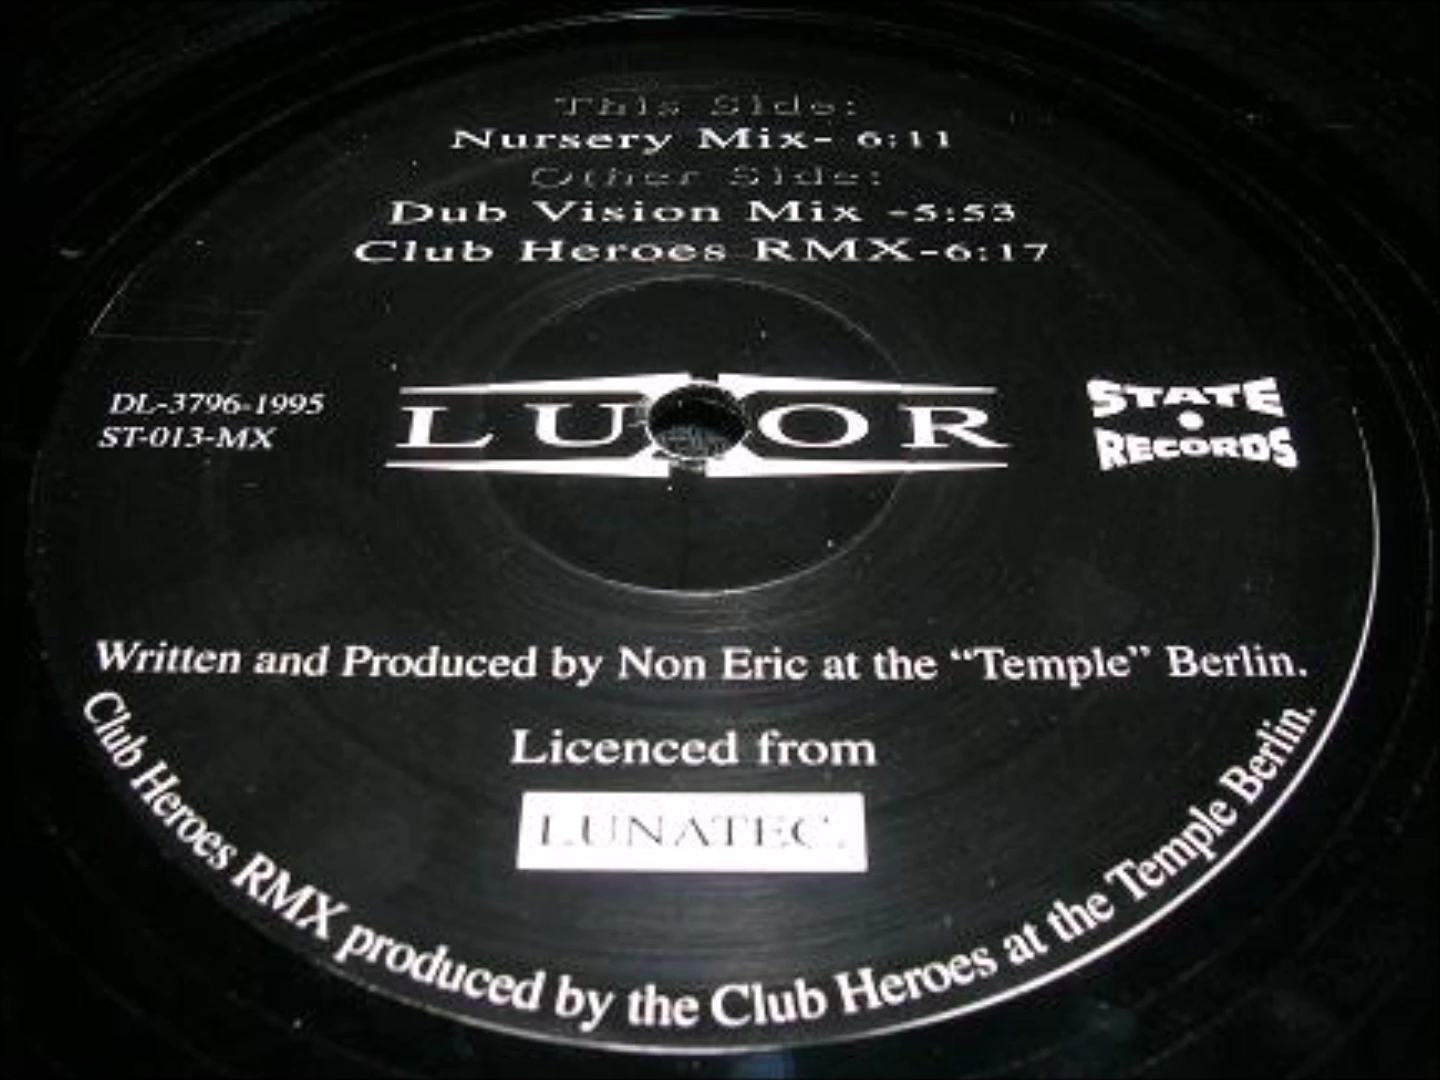 This Side:
Nursery Mix- 6:11
Other Side:
Dub Vision Mix -5:53
Club Heroes RMX-6:17
DL-3796-1995
ST-013-MX
STATE
RECORDS
Written and Produced by Non Eric at the “Temple” Berlin.
Licenced from
LUNATEC.
Club Heroes RMX produced by the Club Heroes at the Temple Berlin.